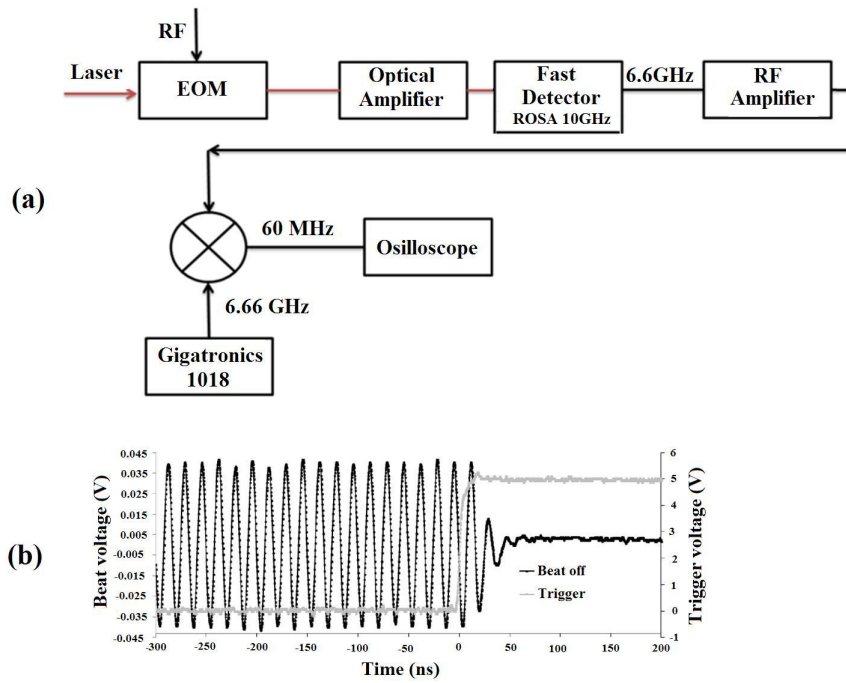 RF
Laser
EOM
Optical
Amplifier
Fast
Detector
ROSA 10GHz
6.6GHz
RF
Amplifier
(a)
60 MHz
Osilloscope
6.66 GHz
Gigatronics
1018
(b)
Beat voltage (V)
0.045
0.035
0.025
0.015
0.005
-0.005
-0.015
-0.025
-0.035
-0.045
6
5
4
3
2
1
0
-1
Trigger voltage (V)
Beat off
Trigger
-300 -250 -200 -150 -100 -50 0 50 100 150 200
Time (ns)